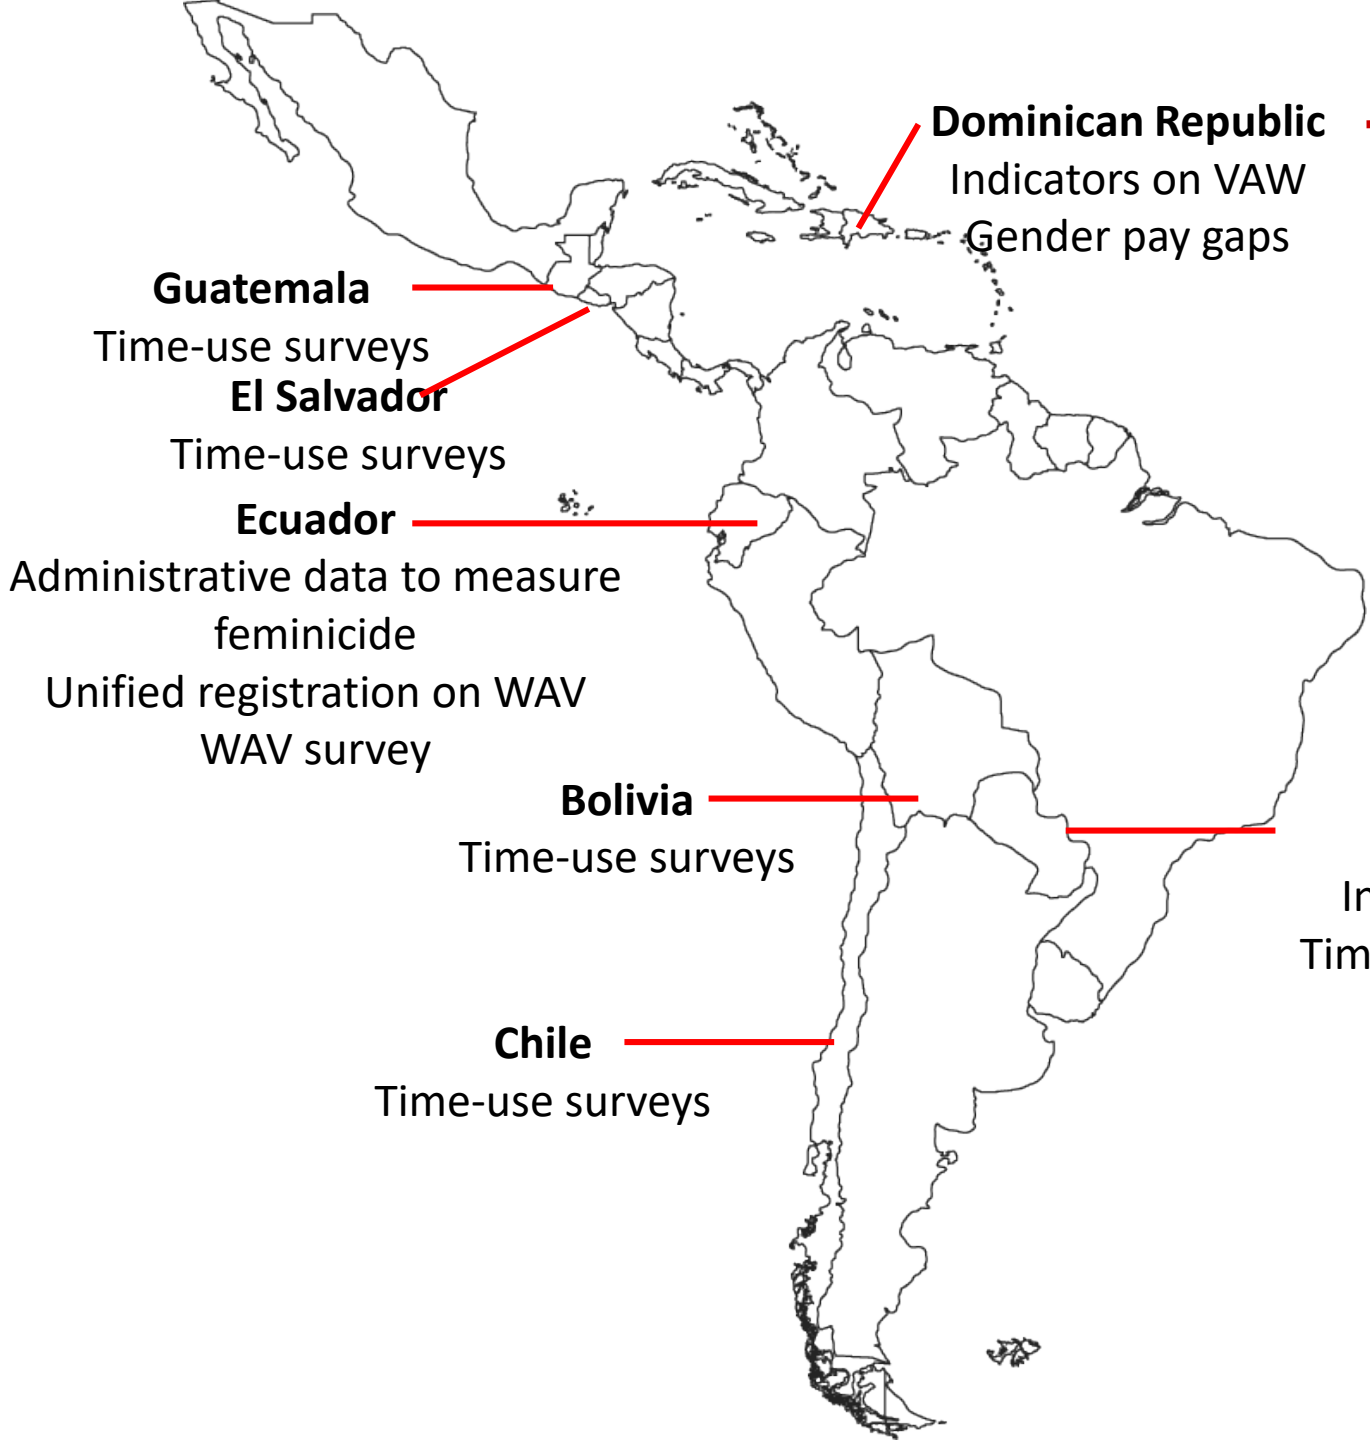 Dominican Republic
Indicators on VAW
Gender pay gaps
Guatemala
Time-use surveys
El Salvador
Time-use surveys
Ecuador
Administrative data to measure
feminicide
Unified registration on WAV
WAV survey
Bolivia
Time-use surveys
Chile
Time-use surveys